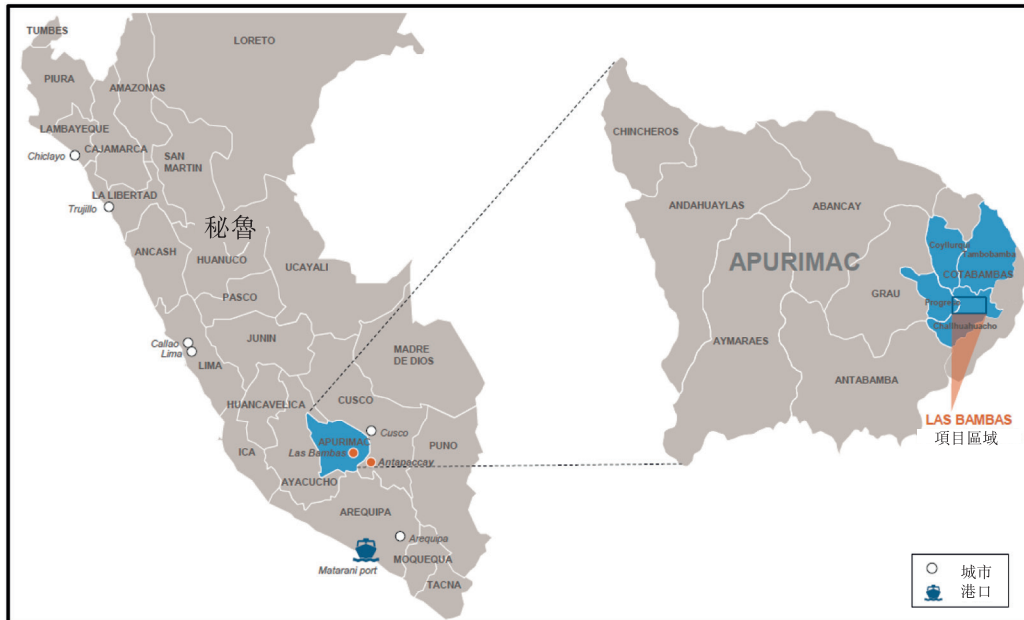 TUMBES
LORETO
PIURA
AMAZONAS
LAMBAYEQUE
CAJAMARCA
SAN
MARTIN
Chiclayo
LA LIBERTAD
Trujillo
秘魯
ANCASH
HUANUCO
UCAYALI
PASCO
JUNIN
Callao
Lima
LIMA
MADRE
DE DIOS
HUANCAVELICA
CUSCO
Cusco
APURIMAC
Las Bambas
Antapaccay
PUNO
ICA
AYACUCHO
AREQUIPA
Arequipa
MOQUEQUA
Matarani port
TACNA
CHINCHEROS
ANDAHUAYLAS
ABANCAY
APURIMAC
Coyllurqui
Tambobamba
COTABAMBAS
GRAU
Progreso
Challhuahuacho
AYMARAES
ANTABAMBA
LAS BAMBAS
項目區域
城市
港口